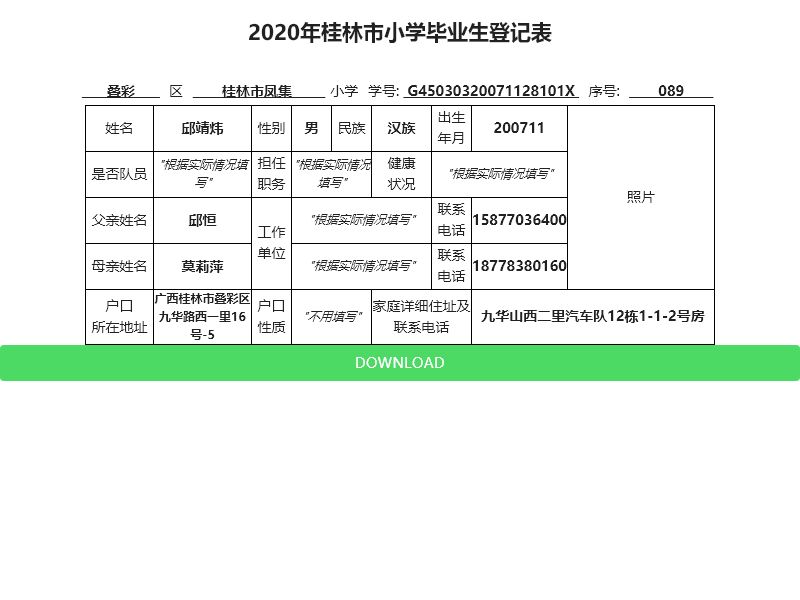 2020年桂林市小学毕业生登记表
叠彩 区 桂林市凤集 小学 学号: G45030320071128101X 序号: 089
姓名 邱靖炜 性别 男 民族 汉族 出生年月 200711 照片
是否队员 "根据实际情况填写" 担任职务 "根据实际情况填写" 健康状况 "根据实际情况填写"
父亲姓名 邱恒 工作单位 "根据实际情况填写" 联系电话 15877036400
母亲姓名 莫莉萍 "根据实际情况填写" 联系电话 18778380160
户口所在地址 广西桂林市叠彩区九华路西一里16号-5 户口性质 "不用填写" 家庭详细住址及联系电话 九华山西二里汽车队12栋1-1-2号房
DOWNLOAD